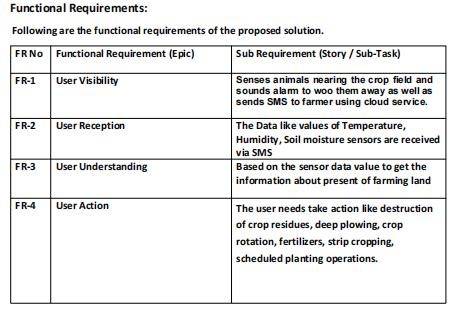 Functional Requirements:
Following are the functional requirements of the proposed solution.
FR No Functional Requirement (Epic) Sub Requirement (Story / Sub-Task)
FR-1 User Visibility Senses animals nearing the crop field and
sounds alarm to woo them away as well as
sends SMS to farmer using cloud service.
FR-2 User Reception The Data like values of Temperature,
Humidity, Soil moisture sensors are received
via SMS
FR-3 User Understanding Based on the sensor data value to get the
information about present of farming land
FR-4 User Action The user needs take action like destruction
of crop residues, deep plowing, crop
rotation, fertilizers, strip cropping,
scheduled planting operations.